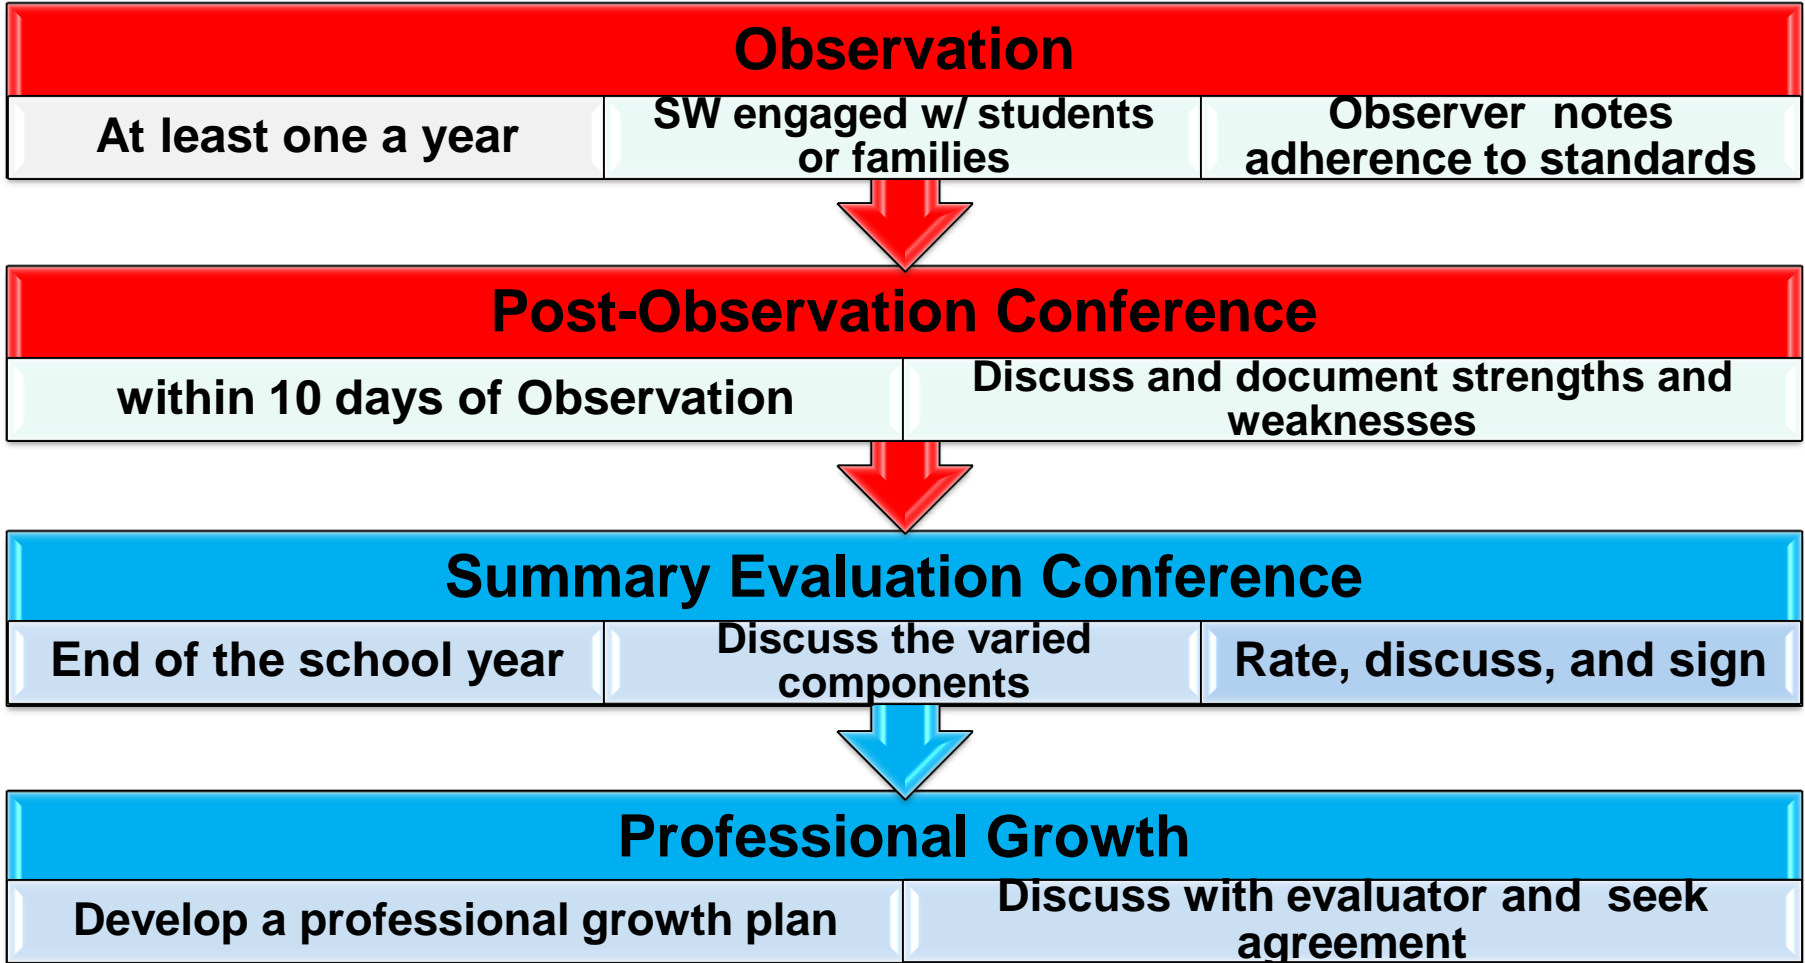 Observation
At least one a year
SW engaged w/ students
or families
Observer notes
adherence to standards
Post-Observation Conference
within 10 days of Observation
Discuss and document strengths and
weaknesses
Summary Evaluation Conference
End of the school year
Discuss the varied
components
Rate, discuss, and sign
Professional Growth
Develop a professional growth plan
Discuss with evaluator and seek
agreement